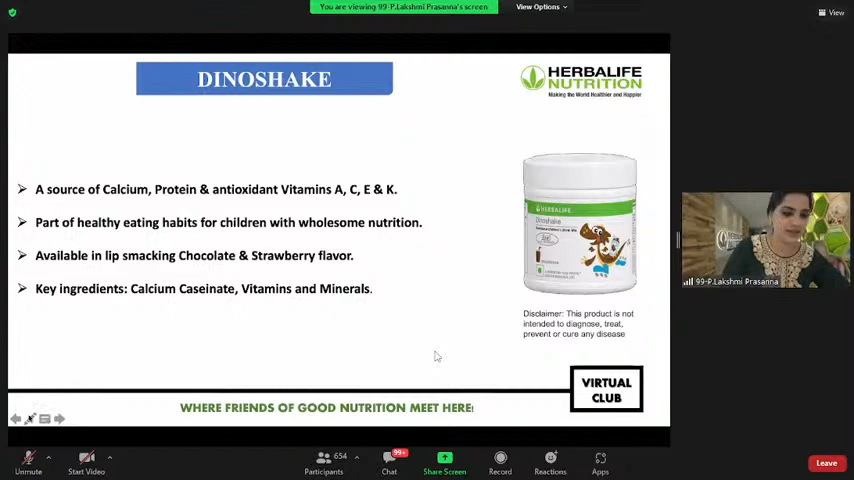 You are viewing 99-P.Lakshmi Prasanna's screen
View Options
View
DINOSHAKE
HERBALIFE
NUTRITION
Making the World Healthier and Happier
➢ A source of Calcium, Protein & antioxidant Vitamins A, C, E & K.
➢ Part of healthy eating habits for children with wholesome nutrition.
➢ Available in lip smacking Chocolate & Strawberry flavor.
➢ Key ingredients: Calcium Caseinate, Vitamins and Minerals.
HERBALIFE
Dinoshake
Disclaimer: This product is not
intended to diagnose, treat,
prevent or cure any disease
99-P.Lakshmi Prasanna
VIRTUAL
CLUB
WHERE FRIENDS OF GOOD NUTRITION MEET HERE!
654
99+
Unmute
Start Video
Participants
Chat
Share Screen
Record
Reactions
Apps
Leave